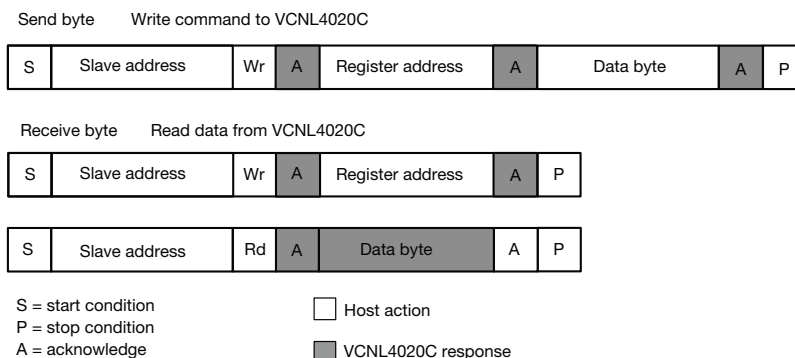 Send byte Write command to VCNL4020C
S Slave address Wr A Register address A Data byte A P
Receive byte Read data from VCNL4020C
S Slave address Wr A Register address A P
S Slave address Rd A Data byte A P
S = start condition
P = stop condition
A = acknowledge
Host action
VCNL4020C response